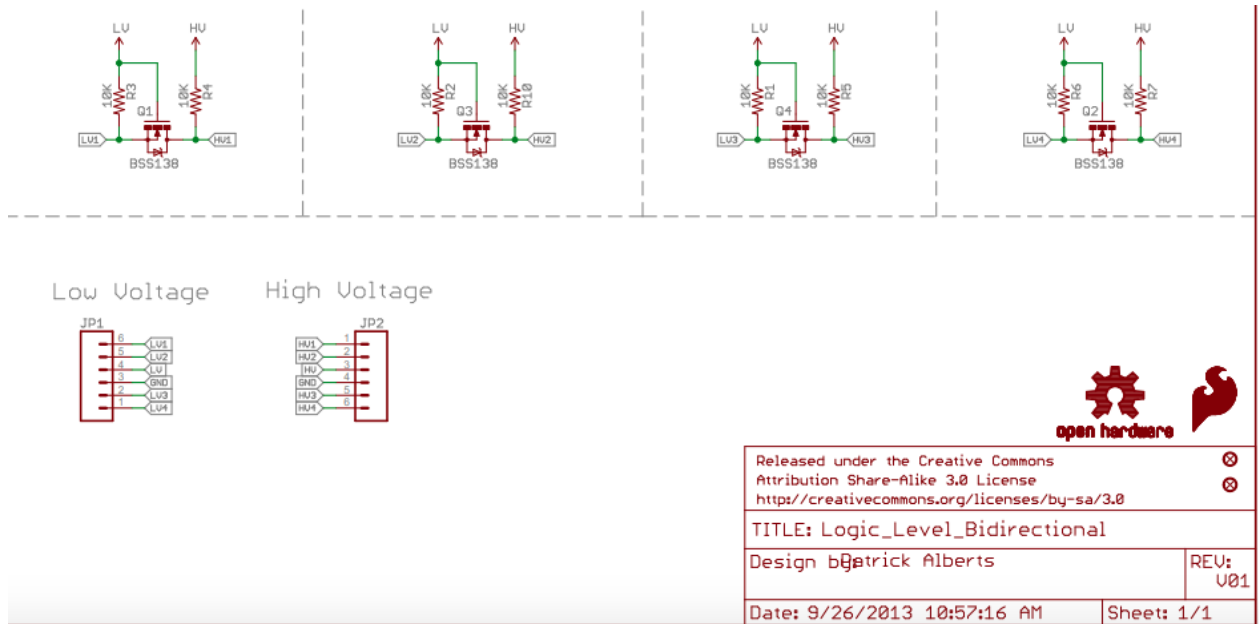 LV HV LV HV LV HV LV HV
10K R3 10K R4 10K R2 10K R10 10K R1 10K R5 10K R6 10K R7
Q1 Q3 Q4 Q2
LV1 HV1 LV2 HV2 LV3 HV3 LV4 HV4
BSS138 BSS138 BSS138 BSS138
Low Voltage High Voltage
JP1 JP2
6 LV1 HV1 1
5 LV2 HV2 2
4 LV HV 3
3 GND GND 4
2 LV3 HV3 5
1 LV4 HV4 6
open hardware
Released under the Creative Commons
Attribution Share-Alike 3.0 License
http://creativecommons.org/licenses/by-sa/3.0
TITLE: Logic_Level_Bidirectional
Design by: Patrick Alberts
REV:
V01
Date: 9/26/2013 10:57:16 AM Sheet: 1/1